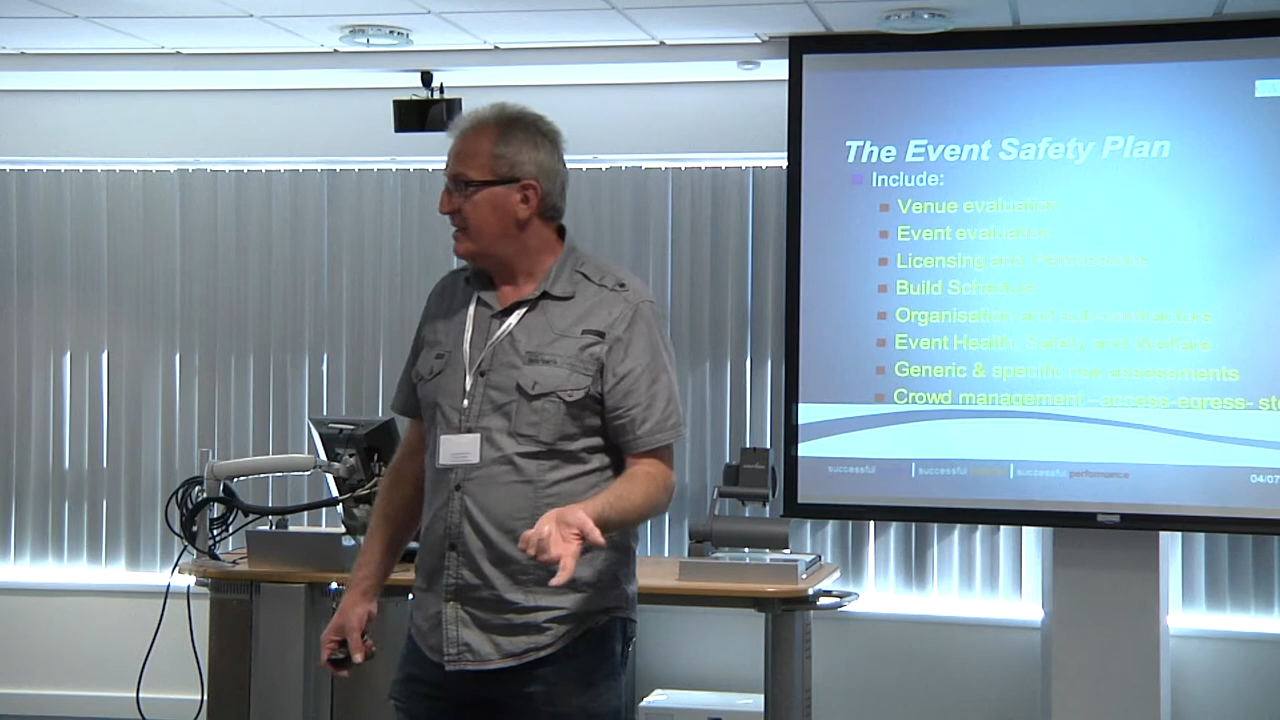 The Event Safety Plan
Include:
Venue evaluation
Event evaluation
Licensing and Permissions
Build Schedule
Organisation and sub-contractors
Event Health, Safety and Welfare
Generic & specific risk assessments
Crowd management -access-egress- st
successful successful successful performance
04/07